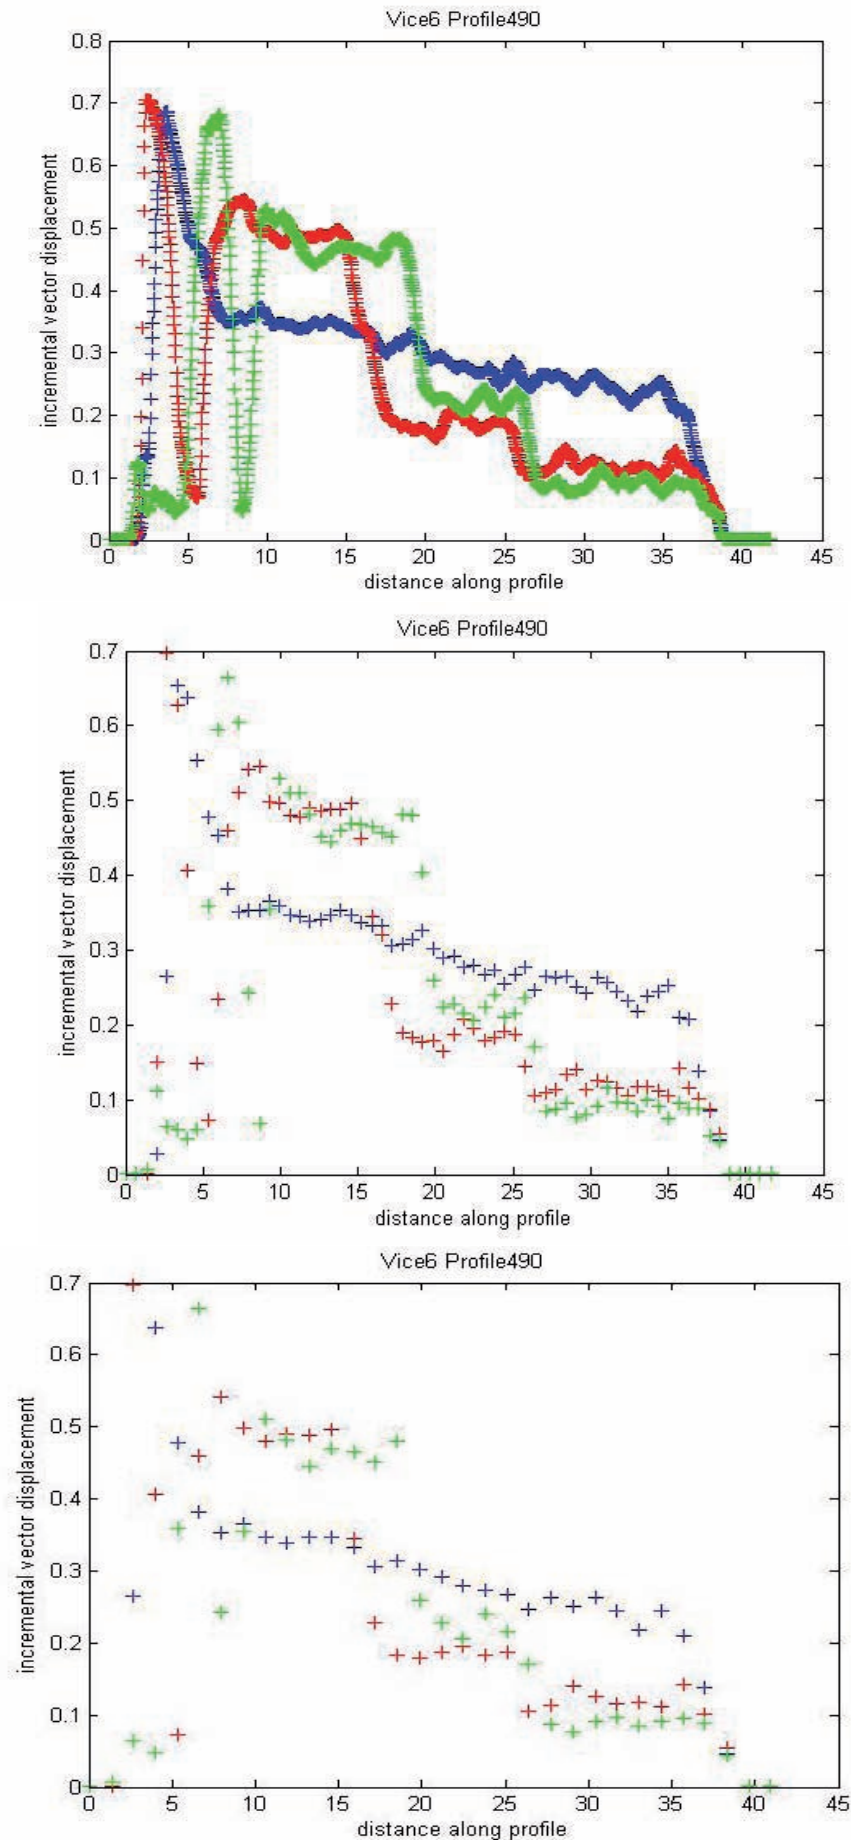 Vice6 Profile490
0.8
0.7
0.6
0.5
0.4
0.3
0.2
0.1
0
incremental vector displacement
0 5 10 15 20 25 30 35 40 45
distance along profile
Vice6 Profile490
0.7
0.6
0.5
0.4
0.3
0.2
0.1
0
incremental vector displacement
0 5 10 15 20 25 30 35 40 45
distance along profile
Vice6 Profile490
0.7
0.6
0.5
0.4
0.3
0.2
0.1
0
incremental vector displacement
0 5 10 15 20 25 30 35 40 45
distance along profile